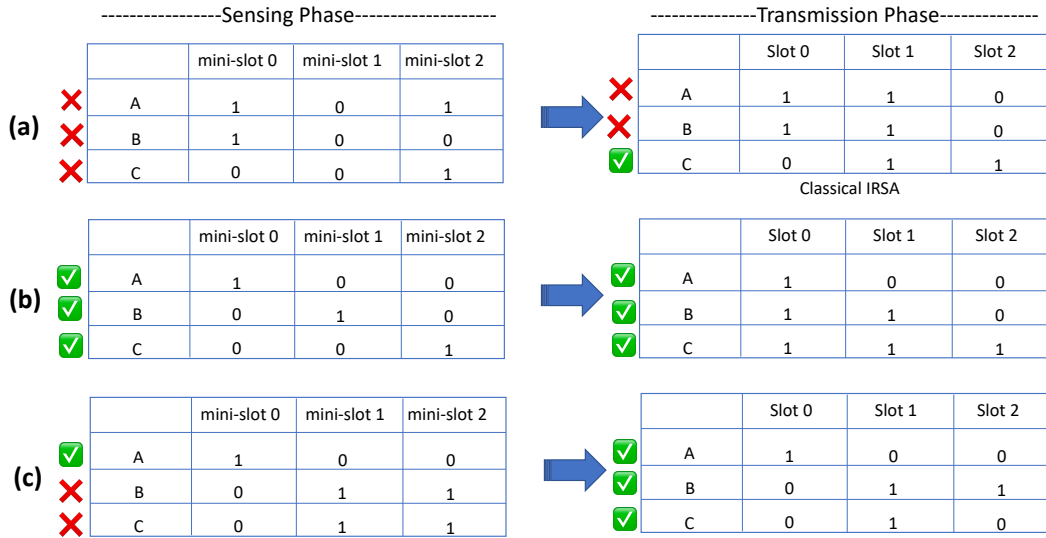 -----------------Sensing Phase-------------------- ---------------Transmission Phase-------------
mini-slot 0 mini-slot 1 mini-slot 2 Slot 0 Slot 1 Slot 2
A 1 0 1 A 1 1 0
(a) B 1 0 0 B 1 1 0
C 0 0 1 C 0 1 1
Classical IRSA
mini-slot 0 mini-slot 1 mini-slot 2 Slot 0 Slot 1 Slot 2
A 1 0 0 A 1 0 0
(b) B 0 1 0 B 1 1 0
C 0 0 1 C 1 1 1
mini-slot 0 mini-slot 1 mini-slot 2 Slot 0 Slot 1 Slot 2
A 1 0 0 A 1 0 0
(c) B 0 1 1 B 0 1 1
C 0 1 1 C 0 1 0